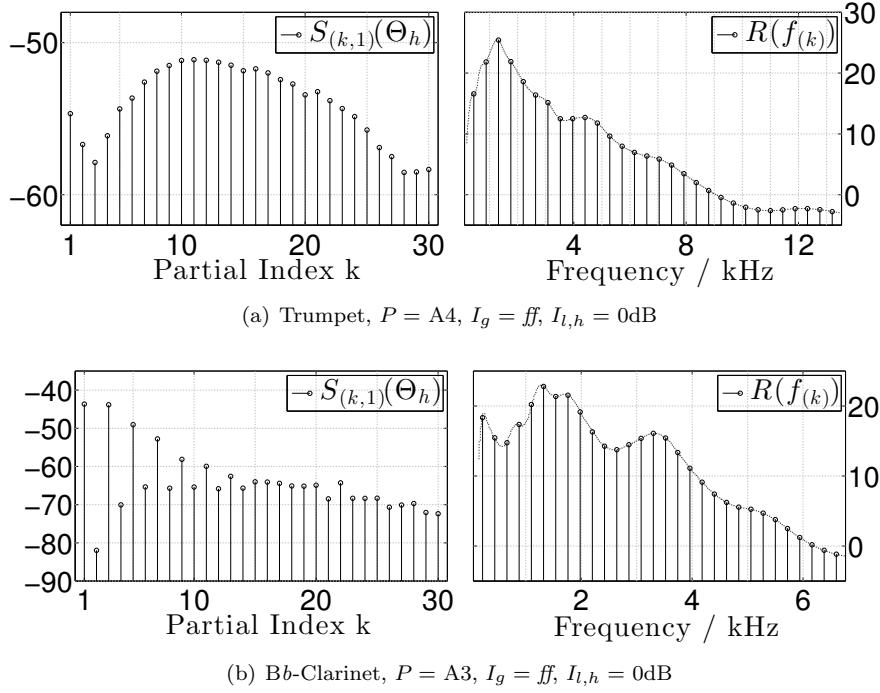 −50
−60
S(k,1)(Θh)
1 10 20 30
Partial Index k
R(f(k))
30
20
10
0
4 8 12
Frequency / kHz
(a) Trumpet, P = A4, Ig = ff, Il,h = 0dB
−40
−50
−60
−70
−80
−90
S(k,1)(Θh)
1 10 20 30
Partial Index k
R(f(k))
20
10
0
2 4 6
Frequency / kHz
(b) Bb-Clarinet, P = A3, Ig = ff, Il,h = 0dB